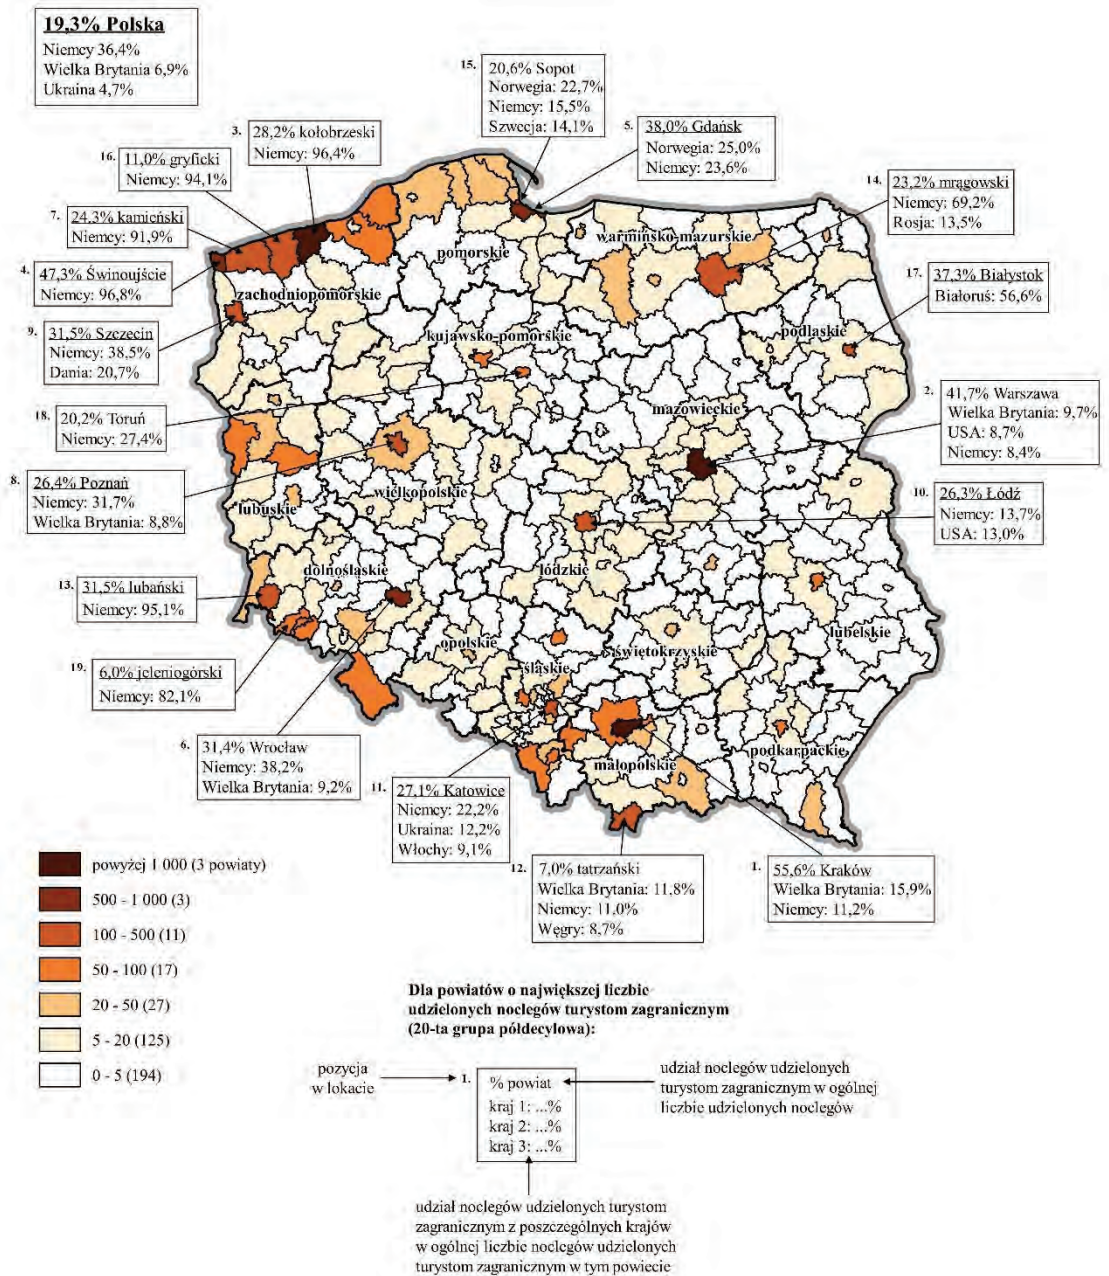 19,3% Polska
Niemcy 36,4%
Wielka Brytania 6,9%
Ukraina 4,7%
15. 20,6% Sopot
Norwegia: 22,7%
Niemcy: 15,5%
Szwecja: 14,1%
3. 28,2% kołobrzeski
Niemcy: 96,4%
5. 38,0% Gdańsk
Norwegia: 25,0%
Niemcy: 23,6%
16. 11,0% gryficki
Niemcy: 94,1%
14. 23,2% mrągowski
Niemcy: 69,2%
Rosja: 13,5%
7. 24,3% kamieński
Niemcy: 91,9%
4. 47,3% Świnoujście
Niemcy: 96,8%
17. 37,3% Białystok
Białoruś: 56,6%
9. 31,5% Szczecin
Niemcy: 38,5%
Dania: 20,7%
2. 41,7% Warszawa
Wielka Brytania: 9,7%
USA: 8,7%
Niemcy: 8,4%
18. 20,2% Toruń
Niemcy: 27,4%
8. 26,4% Poznań
Niemcy: 31,7%
Wielka Brytania: 8,8%
10. 26,3% Łódź
Niemcy: 13,7%
USA: 13,0%
13. 31,5% lubański
Niemcy: 95,1%
19. 6,0% jeleniogórski
Niemcy: 82,1%
6. 31,4% Wrocław
Niemcy: 38,2%
Wielka Brytania: 9,2%
11. 27,1% Katowice
Niemcy: 22,2%
Ukraina: 12,2%
Włochy: 9,1%
12. 7,0% tatrzański
Wielka Brytania: 11,8%
Niemcy: 11,0%
Węgry: 8,7%
1. 55,6% Kraków
Wielka Brytania: 15,9%
Niemcy: 11,2%
pomorskie
warmińsko-mazurskie
zachodniopomorskie
kujawsko-pomorskie
podlaskie
mazowieckie
wielkopolskie
lubuskie
dolnośląskie
łódzkie
opolskie
śląskie
świętokrzyskie
lubelskie
małopolskie
podkarpackie
powyżej 1 000 (3 powiaty)
500 - 1 000 (3)
100 - 500 (11)
50 - 100 (17)
20 - 50 (27)
5 - 20 (125)
0 - 5 (194)
Dla powiatów o największej liczbie
udzielonych noclegów turystom zagranicznym
(20-ta grupa półdecylowa):
pozycja
w lokacie
1. % powiat
kraj 1: ...%
kraj 2: ...%
kraj 3: ...%
udział noclegów udzielonych
turystom zagranicznym w ogólnej
liczbie udzielonych noclegów
udział noclegów udzielonych turystom
zagranicznym z poszczególnych krajów
w ogólnej liczbie noclegów udzielonych
turystom zagranicznym w tym powiecie